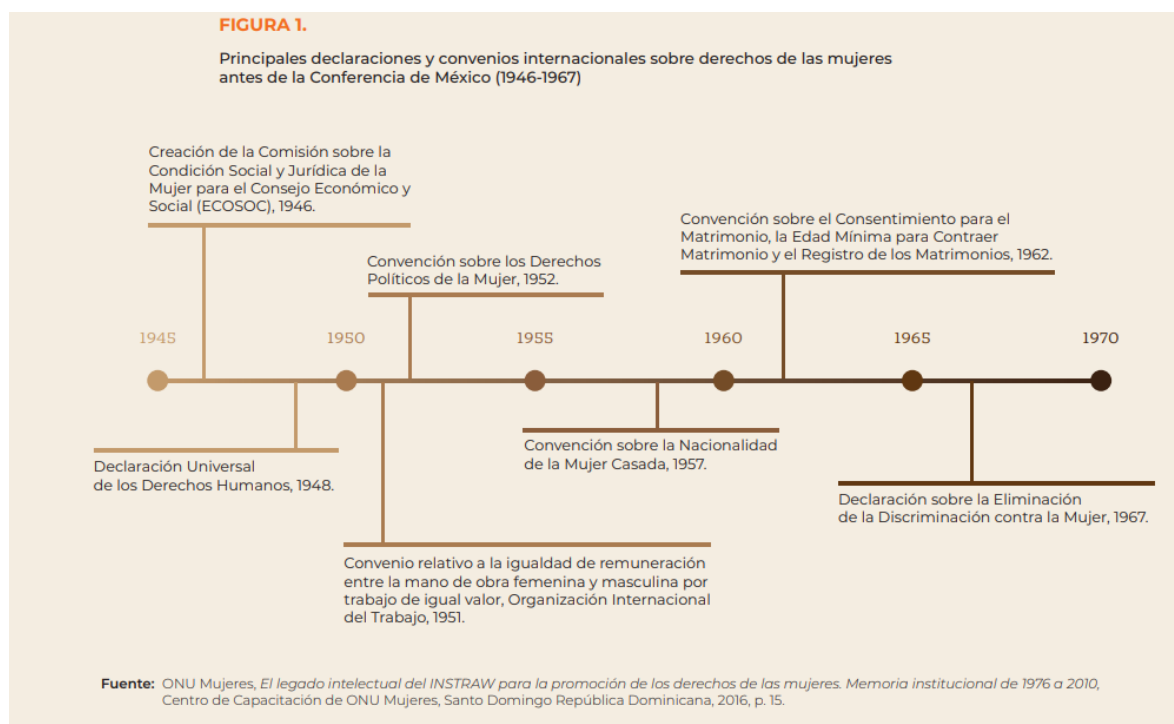 FIGURA 1.
Principales declaraciones y convenios internacionales sobre derechos de las mujeres
antes de la Conferencia de México (1946-1967)
Creación de la Comisión sobre la
Condición Social y Jurídica de la
Mujer para el Consejo Económico y
Social (ECOSOC), 1946.
Convención sobre los Derechos
Políticos de la Mujer, 1952.
Convención sobre el Consentimiento para el
Matrimonio, la Edad Mínima para Contraer
Matrimonio y el Registro de los Matrimonios, 1962.
1945
1950
1955
1960
1965
1970
Declaración Universal
de los Derechos Humanos, 1948.
Convenio relativo a la igualdad de remuneración
entre la mano de obra femenina y masculina por
trabajo de igual valor, Organización Internacional
del Trabajo, 1951.
Convención sobre la Nacionalidad
de la Mujer Casada, 1957.
Declaración sobre la Eliminación
de la Discriminación contra la Mujer, 1967.
Fuente: ONU Mujeres, El legado intelectual del INSTRAW para la promoción de los derechos de las mujeres. Memoria institucional de 1976 a 2010,
Centro de Capacitación de ONU Mujeres, Santo Domingo República Dominicana, 2016, p. 15.